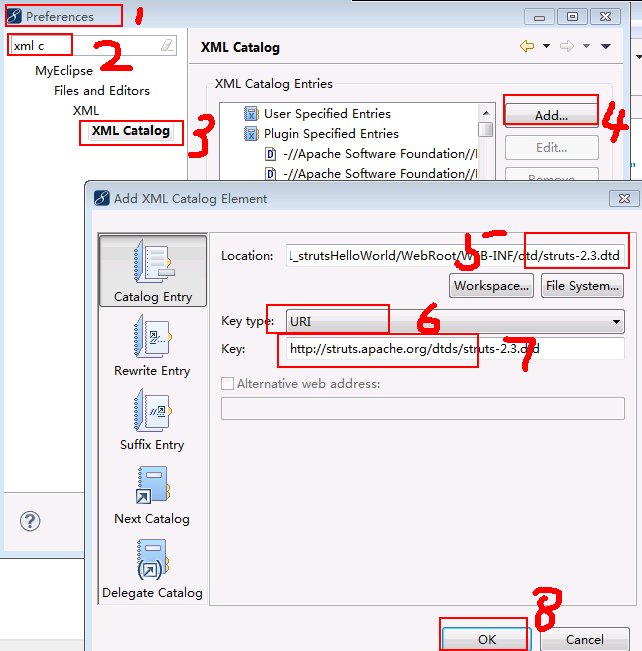 Preferences
1
xml c
2
XML Catalog
MyEclipse
Files and Editors
XML
XML Catalog
3
XML Catalog Entries
User Specified Entries
Plugin Specified Entries
-//Apache Software Foundation//
-//Apache Software Foundation//
Add...
4
Edit...
Remove
Add XML Catalog Element
Catalog Entry
Rewrite Entry
Suffix Entry
Next Catalog
Delegate Catalog
5
Location: l_strutsHelloWorld/WebRoot/WEB-INF/dtd/struts-2.3.dtd
Workspace...
File System...
Key type: URI
6
Key: http://struts.apache.org/dtds/struts-2.3.dtd
7
Alternative web address:
8
OK
Cancel